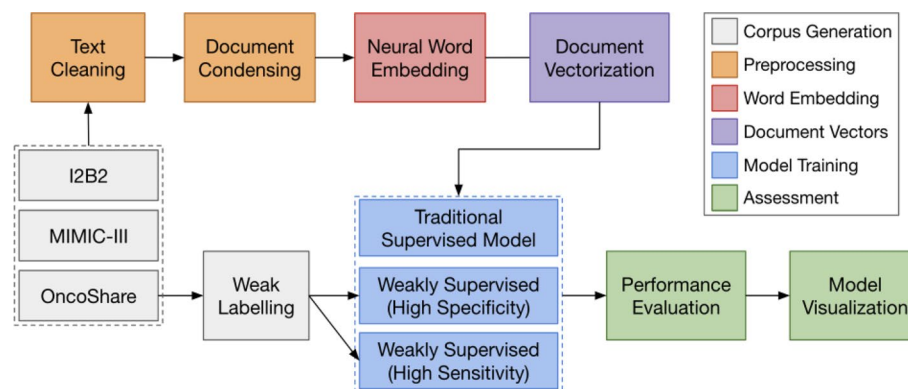 Text
Cleaning
Document
Condensing
Neural Word
Embedding
Document
Vectorization
Corpus Generation
Preprocessing
Word Embedding
Document Vectors
Model Training
Assessment
I2B2
MIMIC-III
OncoShare
Weak
Labelling
Traditional
Supervised Model
Weakly Supervised
(High Specificity)
Weakly Supervised
(High Sensitivity)
Performance
Evaluation
Model
Visualization